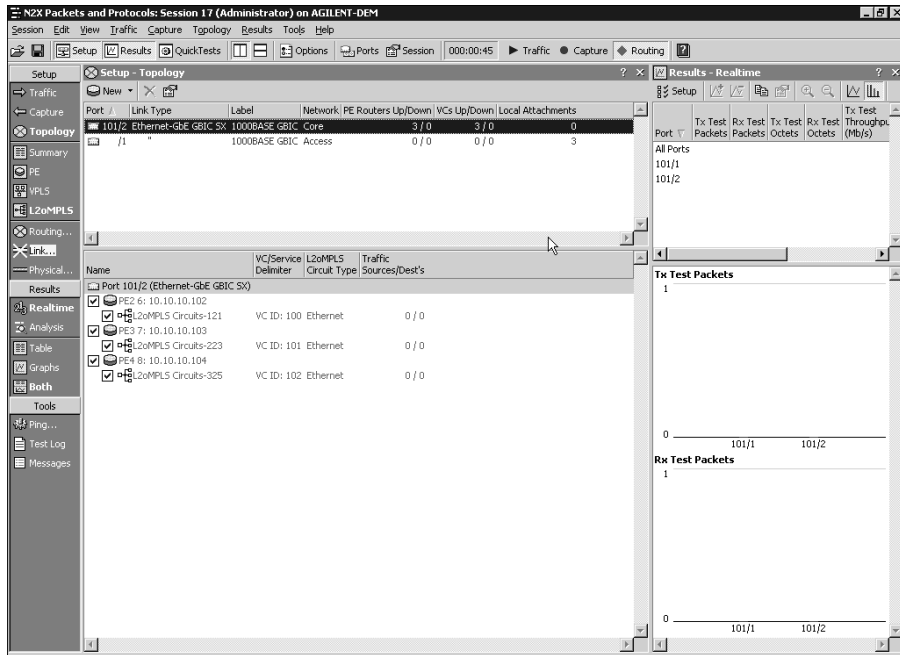 N2X Packets and Protocols: Session 17 (Administrator) on AGILENT-DEM
Session Edit View Traffic Capture Topology Results Tools Help
Setup Results QuickTests Options Ports Session 000:00:45 Traffic Capture Routing
Setup
Traffic
Capture
Topology
Summary
PE
VPLS
L2oMPLS
Routing...
Link...
Physical...
Results
Realtime
Analysis
Table
Graphs
Both
Tools
Ping...
Test Log
Messages
Setup - Topology ? ×
New
Port Link Type Label Network PE Routers Up/Down VCs Up/Down Local Attachments
101/2 Ethernet-GbE GBIC SX 1000BASE GBIC Core 3 / 0 3 / 0 0
/1 " 1000BASE GBIC Access 0 / 0 0 / 0 3
Name VC/Service Delimiter L2oMPLS Circuit Type Traffic Sources/Dest's
Port 101/2 (Ethernet-GbE GBIC SX)
PE2 6: 10.10.10.102
L2oMPLS Circuits-121 VC ID: 100 Ethernet 0 / 0
PE3 7: 10.10.10.103
L2oMPLS Circuits-223 VC ID: 101 Ethernet 0 / 0
PE4 8: 10.10.10.104
L2oMPLS Circuits-325 VC ID: 102 Ethernet 0 / 0
Results - Realtime ? ×
Setup
Port Tx Test Packets Rx Test Packets Tx Test Octets Rx Test Octets Tx Test Throughpu (Mb/s)
All Ports
101/1
101/2
Tx Test Packets
1
0
101/1 101/2
Rx Test Packets
1
0
101/1 101/2